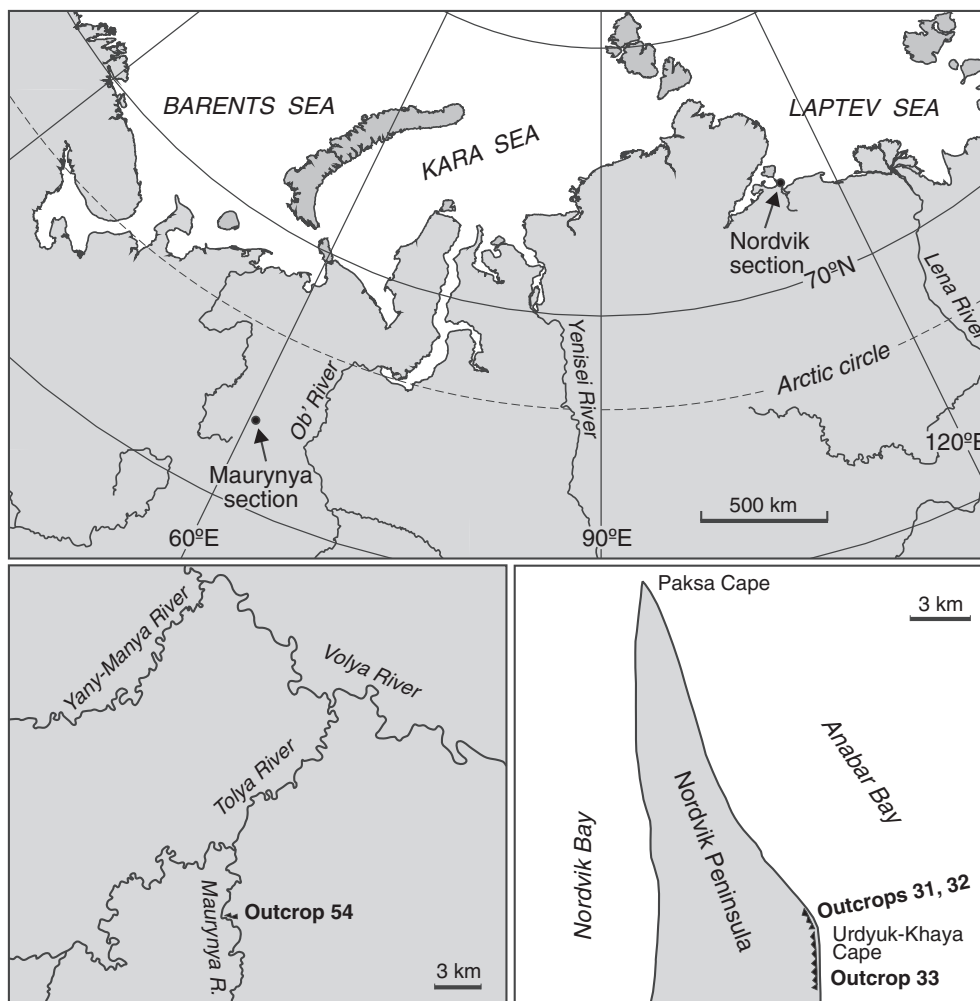 BARENTS SEA
KARA SEA
LAPTEV SEA
Nordvik
section
70ºN
Lena River
Yenisei River
Ob' River
Arctic circle
Maurynya
section
120ºE
500 km
60ºE
90ºE
Yany-Manya River
Volya River
Tolya River
Maurynya R.
Outcrop 54
3 km
Paksa Cape
3 km
Anabar Bay
Nordvik Peninsula
Nordvik Bay
Outcrops 31, 32
Urdyuk-Khaya
Cape
Outcrop 33